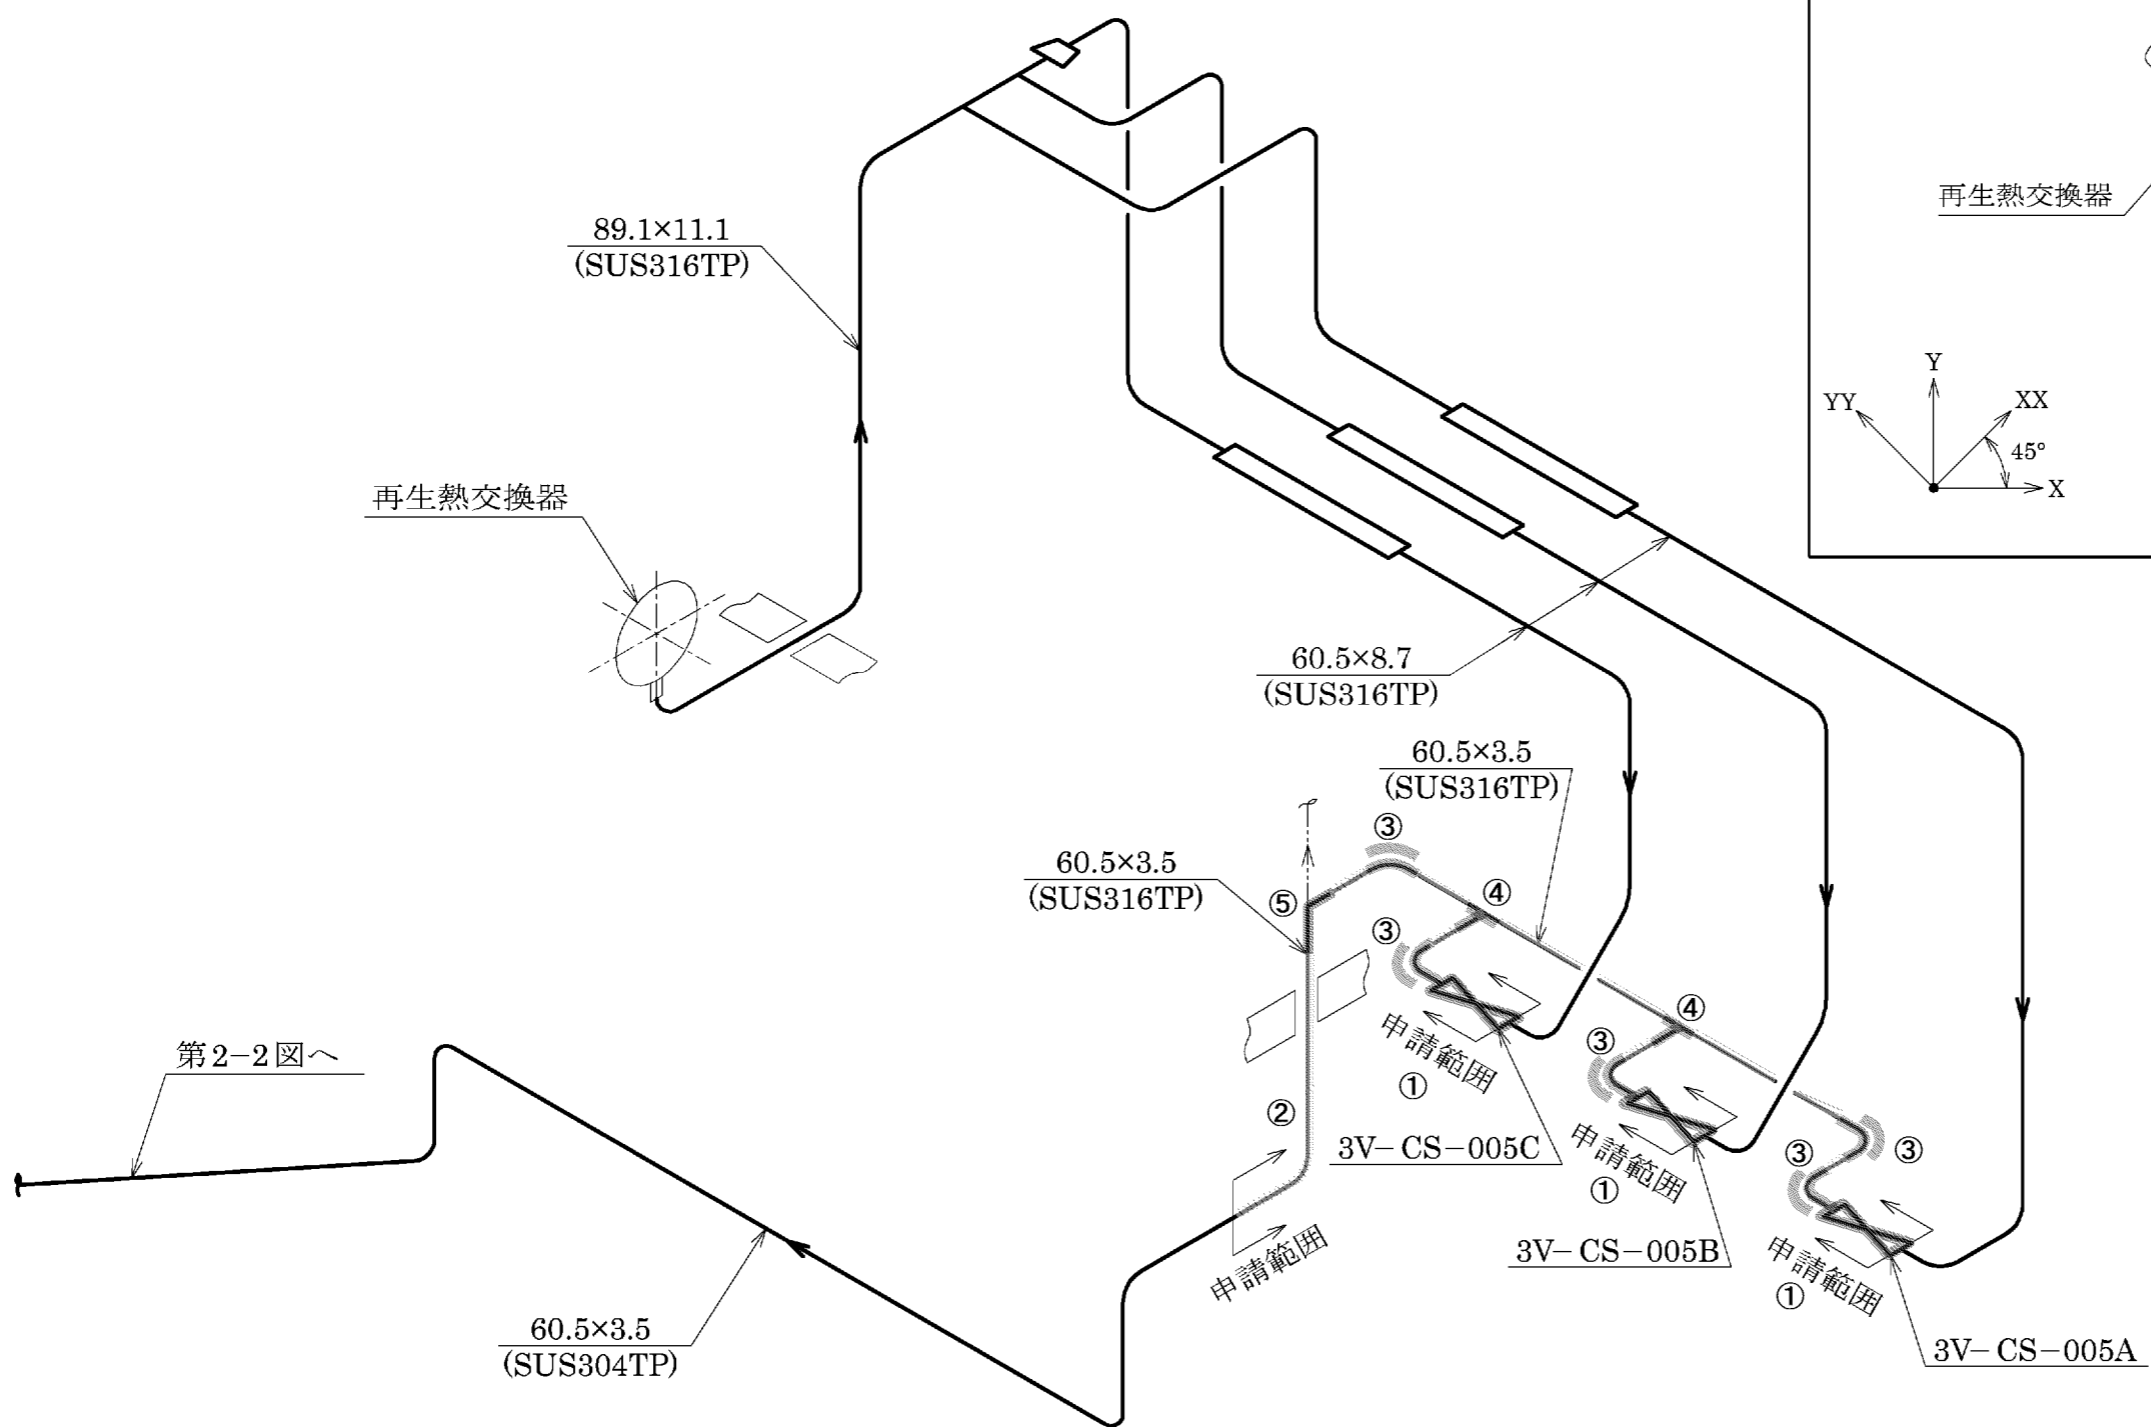 再生熱交換器
Y
YY
XX
45°
X
89.1×11.1
(SUS316TP)
再生熱交換器
60.5×8.7
(SUS316TP)
60.5×3.5
(SUS316TP)
③
60.5×3.5
(SUS316TP)
⑤
④
③
④
申請範囲
①
③
第2−2図へ
②
3V−CS−005C
申請範囲
①
③
③
3V−CS−005B
申請範囲
①
申請範囲
60.5×3.5
(SUS304TP)
3V−CS−005A